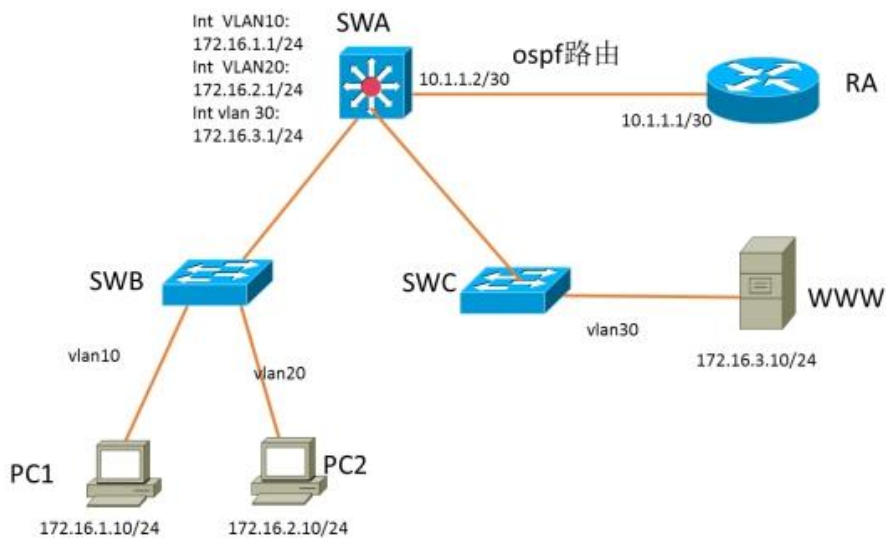 Int VLAN10:
172.16.1.1/24
Int VLAN20:
172.16.2.1/24
Int vlan 30:
172.16.3.1/24
SWA
ospf路由
10.1.1.2/30
RA
10.1.1.1/30
SWB
SWC
WWW
vlan30
172.16.3.10/24
vlan10
vlan20
PC1
PC2
172.16.1.10/24
172.16.2.10/24